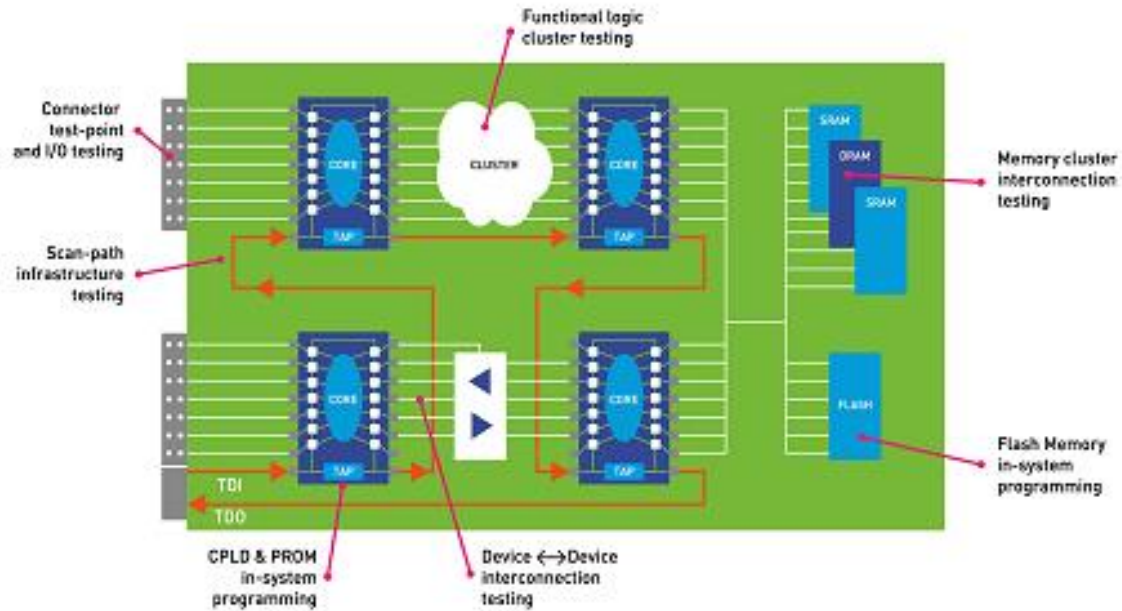 Functional logic
cluster testing
Connector
test-point
and I/O testing
CORE
CLUSTER
CORE
SRAM
DRAM
SRAM
Memory cluster
interconnection
testing
TAP
TAP
Scan-path
infrastructure
testing
CORE
CORE
FLASH
TAP
TAP
Flash Memory
in-system
programming
TDI
TDO
CPLD & PROM
in-system
programming
Device <->Device
interconnection
testing